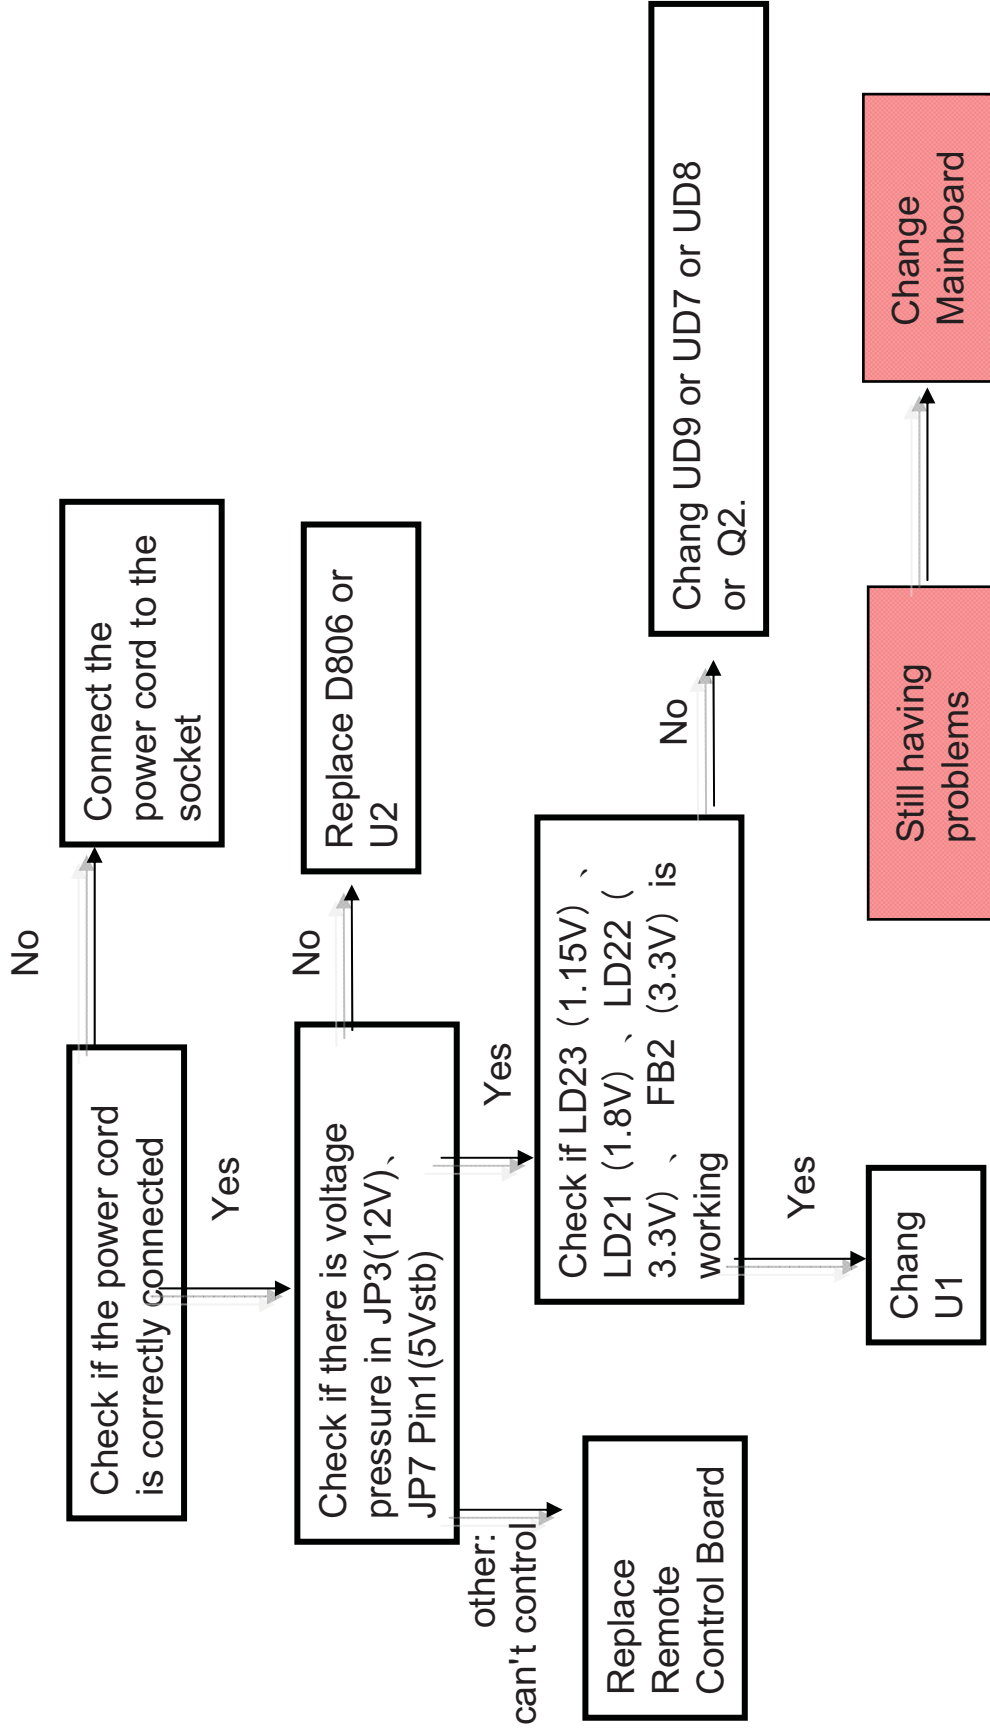 Check if the power cord
is correctly connected
No
Connect the
power cord to the
socket
Yes
Check if there is voltage
pressure in JP3(12V)、
JP7 Pin1(5Vstb)
No
Replace D806 or
U2
other:
can't control
Replace
Remote
Control Board
Yes
Check if LD23（1.15V）、
LD21（1.8V）、LD22（
3.3V）、 FB2（3.3V）is
working
No
Chang UD9 or UD7 or UD8
or Q2.
Yes
Chang
U1
Still having
problems
Change
Mainboard